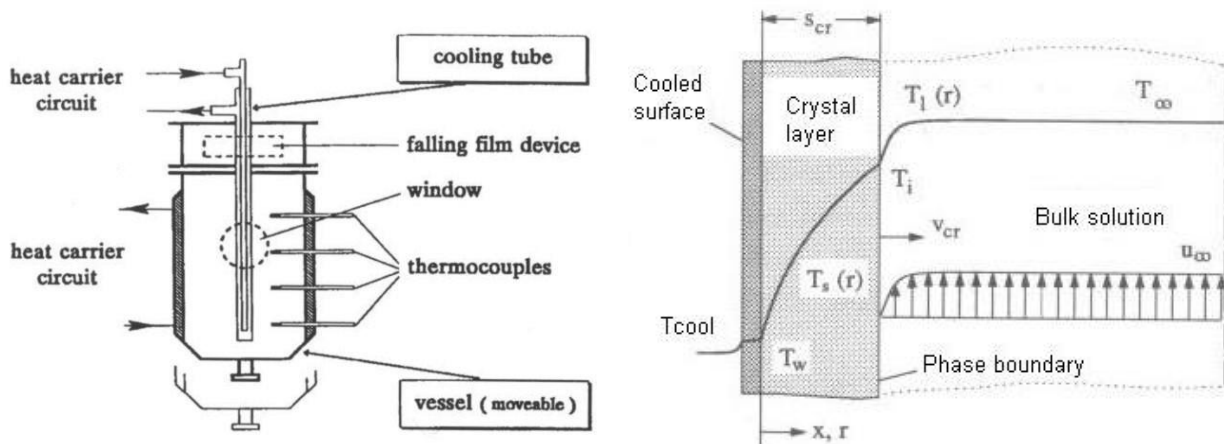 heat carrier
circuit
cooling tube
falling film device
window
heat carrier
circuit
thermocouples
vessel ( moveable )
s_cr
Cooled
surface
Crystal
layer
T_l (r)
T_∞
T_i
Bulk solution
v_cr
T_s (r)
u_∞
Tcool
T_w
Phase boundary
x, r